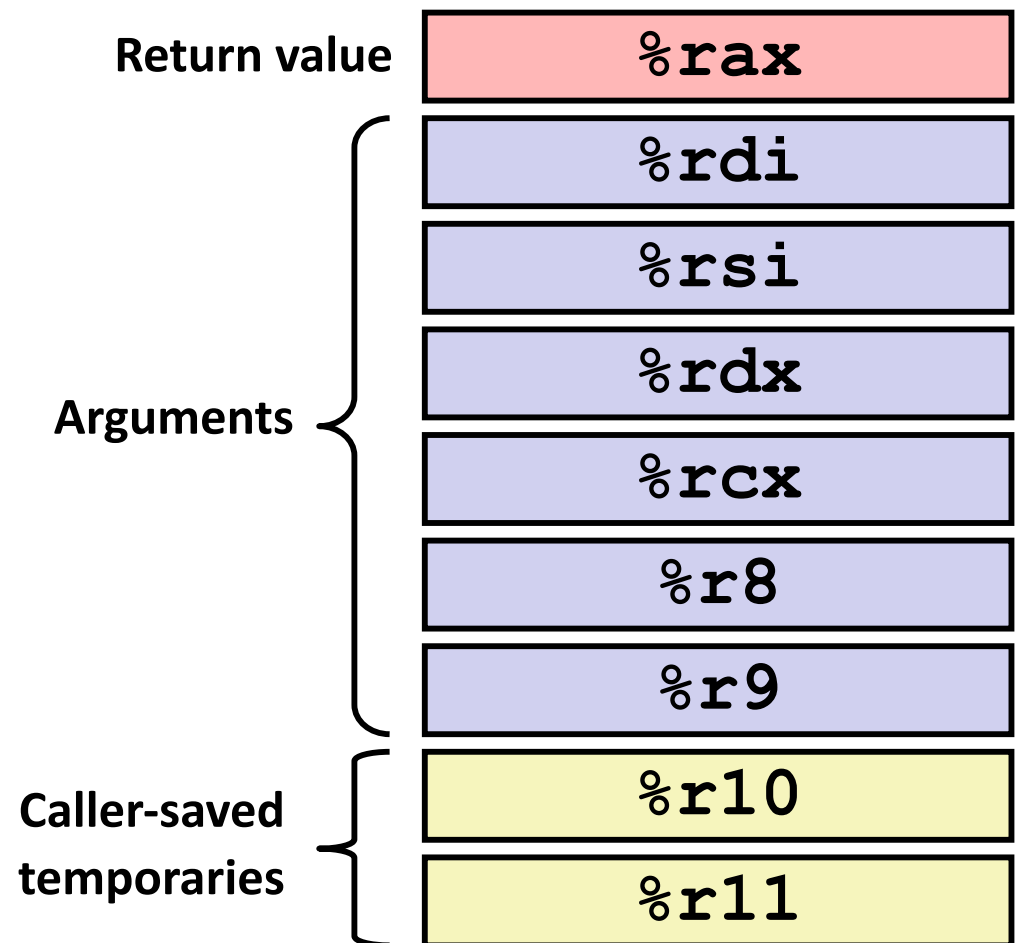 Return value
%rax
%rdi
%rsi
%rdx
Arguments
%rcx
%r8
%r9
%r10
Caller-saved
temporaries
%r11